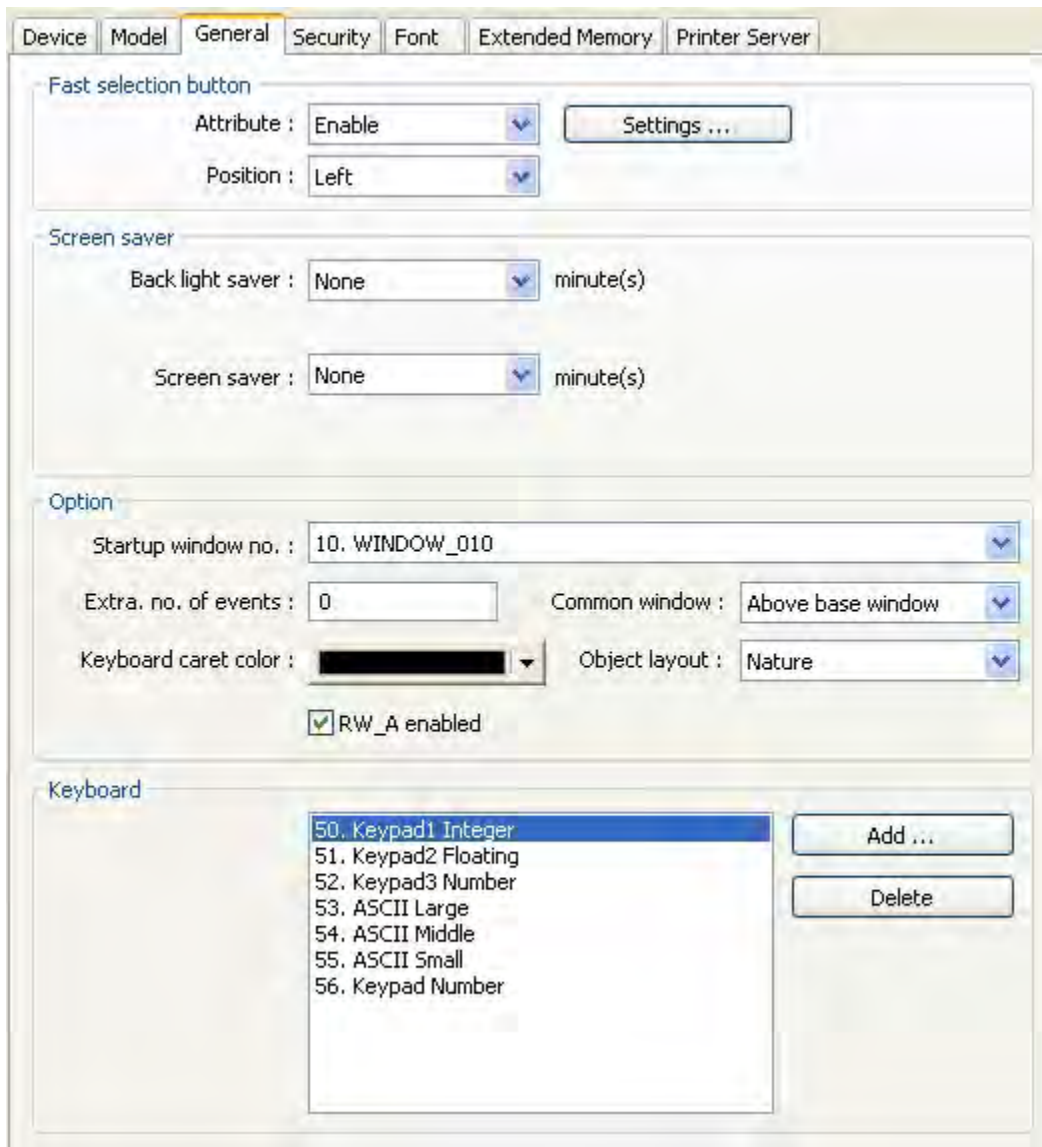 Device Model General Security Font Extended Memory Printer Server
Fast selection button
Attribute : Enable Settings ...
Position : Left
Screen saver
Back light saver : None minute(s)
Screen saver : None minute(s)
Option
Startup window no. : 10. WINDOW_010
Extra. no. of events : 0 Common window : Above base window
Keyboard caret color : Object layout : Nature
RW_A enabled
Keyboard
50. Keypad1 Integer Add ...
51. Keypad2 Floating
52. Keypad3 Number Delete
53. ASCII Large
54. ASCII Middle
55. ASCII Small
56. Keypad Number